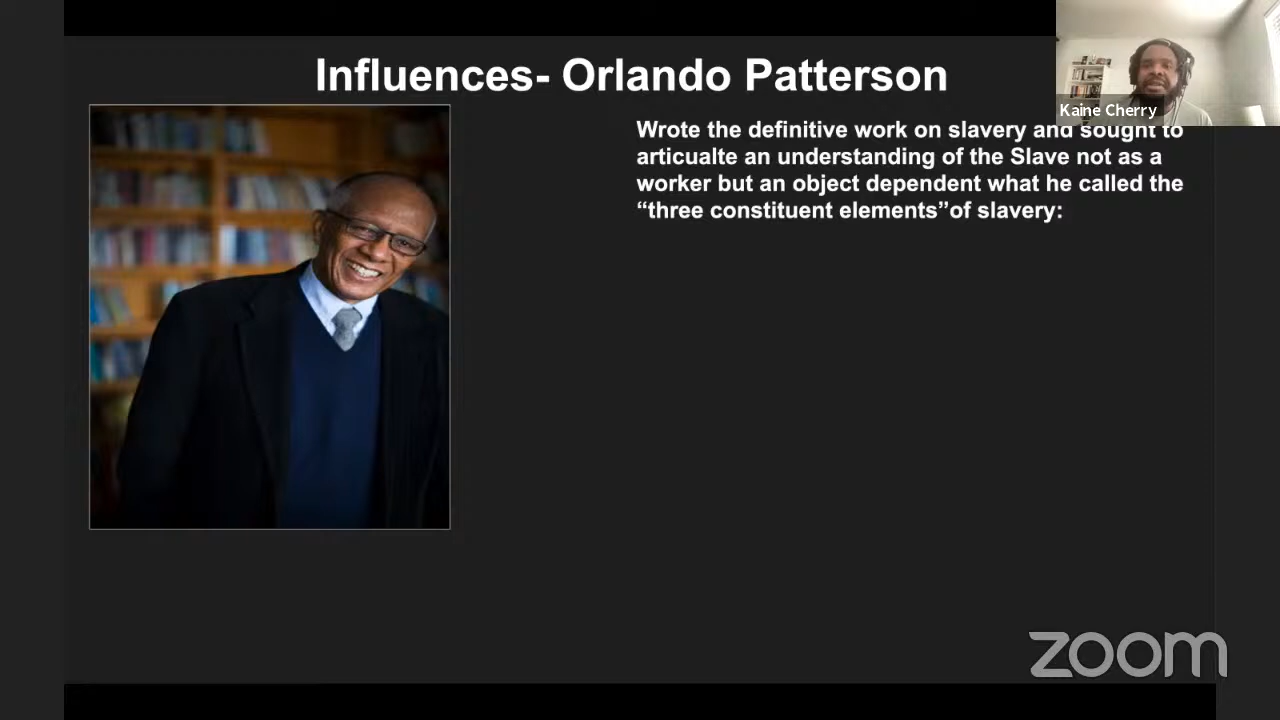 Influences- Orlando Patterson
Kaine Cherry
Wrote the definitive work on slavery and sought to
articualte an understanding of the Slave not as a
worker but an object dependent what he called the
“three constituent elements”of slavery:
zoom